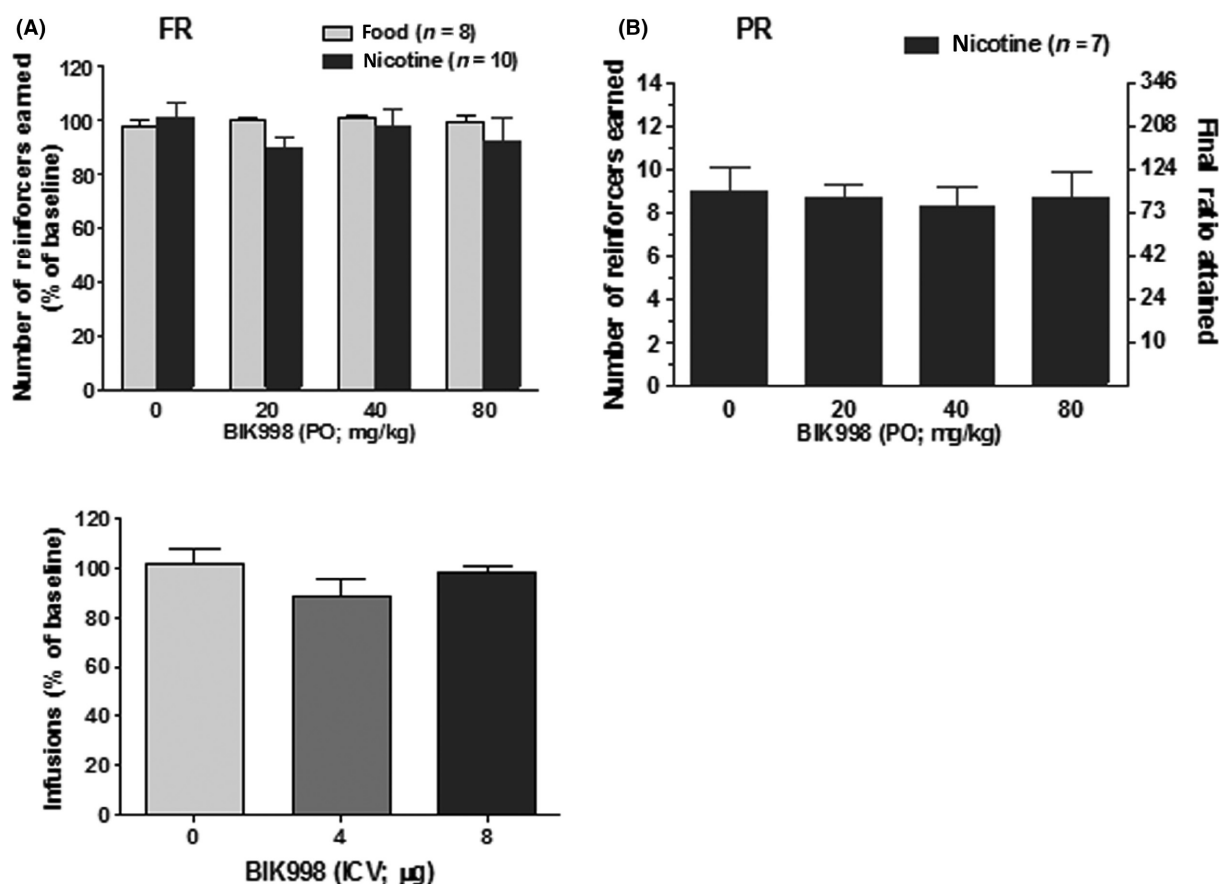 (A)
FR
Food (n = 8)
Nicotine (n = 10)
Number of reinforcers earned
(% of baseline)
120
100
80
60
40
20
0
0 20 40 80
BIK998 (PO; mg/kg)
(B)
PR
Nicotine (n = 7)
Number of reinforcers earned
14
12
10
8
6
4
2
0
346
208
124
73
42
24
10
Final ratio attained
0 20 40 80
BIK998 (PO; mg/kg)
Infusions (% of baseline)
120
100
80
60
40
20
0
0 4 8
BIK998 (ICV; µg)